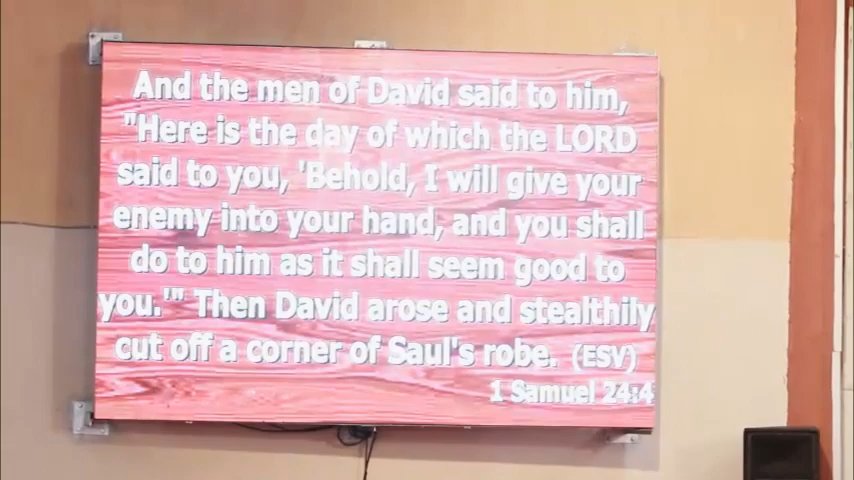 And the men of David said to him,
"Here is the day of which the LORD
said to you, 'Behold, I will give your
enemy into your hand, and you shall
do to him as it shall seem good to
you.'" Then David arose and stealthily
cut off a corner of Saul's robe. (ESV)
1 Samuel 24:4